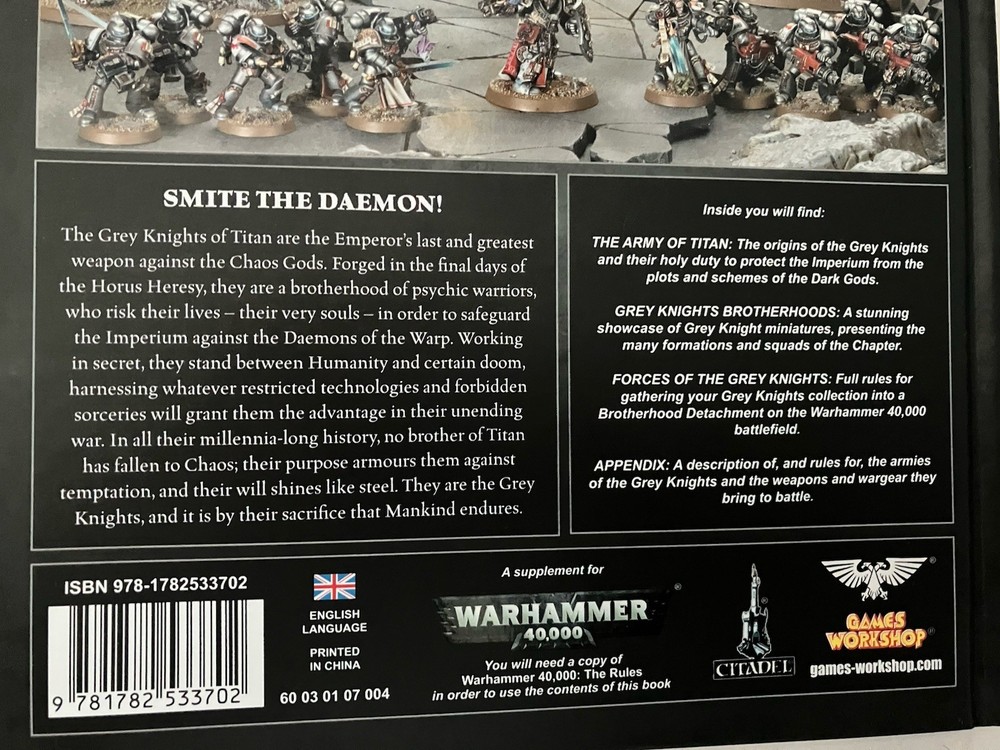 SMITE THE DAEMON!
The Grey Knights of Titan are the Emperor's last and greatest
weapon against the Chaos Gods. Forged in the final days of
the Horus Heresy, they are a brotherhood of psychic warriors,
who risk their lives – their very souls – in order to safeguard
the Imperium against the Daemons of the Warp. Working
in secret, they stand between Humanity and certain doom,
harnessing whatever restricted technologies and forbidden
sorceries will grant them the advantage in their unending
war. In all their millennia-long history, no brother of Titan
has fallen to Chaos; their purpose armours them against
temptation, and their will shines like steel. They are the Grey
Knights, and it is by their sacrifice that Mankind endures.
Inside you will find:
THE ARMY OF TITAN: The origins of the Grey Knights
and their holy duty to protect the Imperium from the
plots and schemes of the Dark Gods.
GREY KNIGHTS BROTHERHOODS: A stunning
showcase of Grey Knight miniatures, presenting the
many formations and squads of the Chapter.
FORCES OF THE GREY KNIGHTS: Full rules for
gathering your Grey Knights collection into a
Brotherhood Detachment on the Warhammer 40,000
battlefield.
APPENDIX: A description of, and rules for, the armies
of the Grey Knights and the weapons and wargear they
bring to battle.
ISBN 978-1782533702
9 781782 533702
ENGLISH
LANGUAGE
PRINTED
IN CHINA
60 03 01 07 004
A supplement for
WARHAMMER®
40,000
You will need a copy of
Warhammer 40,000: The Rules
in order to use the contents of this book
CITADEL
GAMES
WORKSHOP®
games-workshop.com